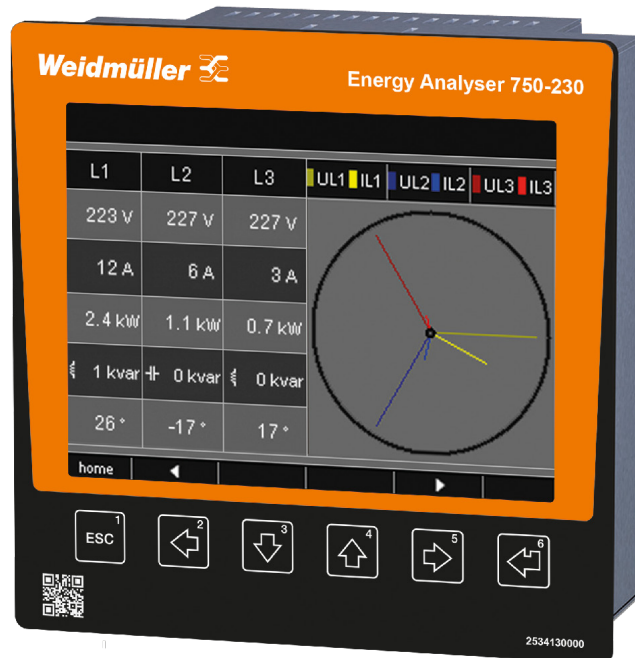 Weidmüller
Energy Analyser 750-230
L1 L2 L3 UL1 IL1 UL2 IL2 UL3 IL3
223 V 227 V 227 V
12 A 6 A 3 A
2.4 kW 1.1 kW 0.7 kW
1 kvar 0 kvar 0 kvar
26 ° -17 ° 17 °
home
ESC 1 2 3 4 5 6
2534130000